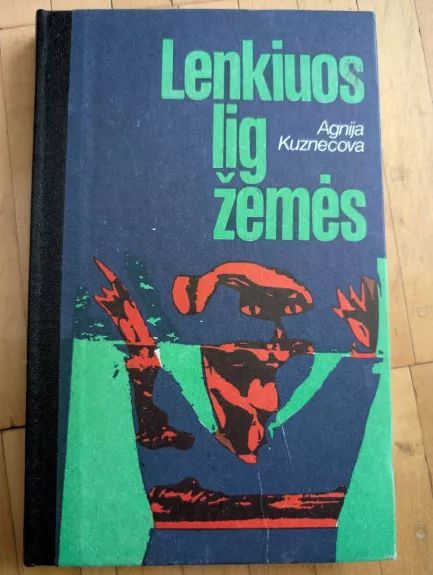 Lenkiuos
lig
žemės
Agnija
Kuznecova